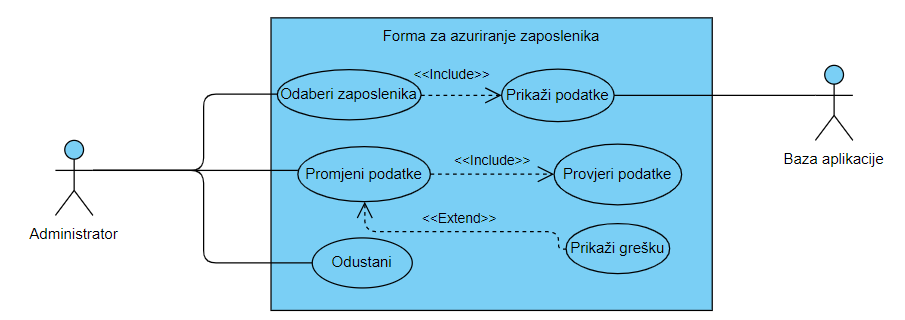 Forma za azuriranje zaposlenika
<<Include>>
Odaberi zaposlenika
Prikaži podatke
Baza aplikacije
<<Include>>
Promjeni podatke
Provjeri podatke
Administrator
<<Extend>>
Prikaži grešku
Odustani